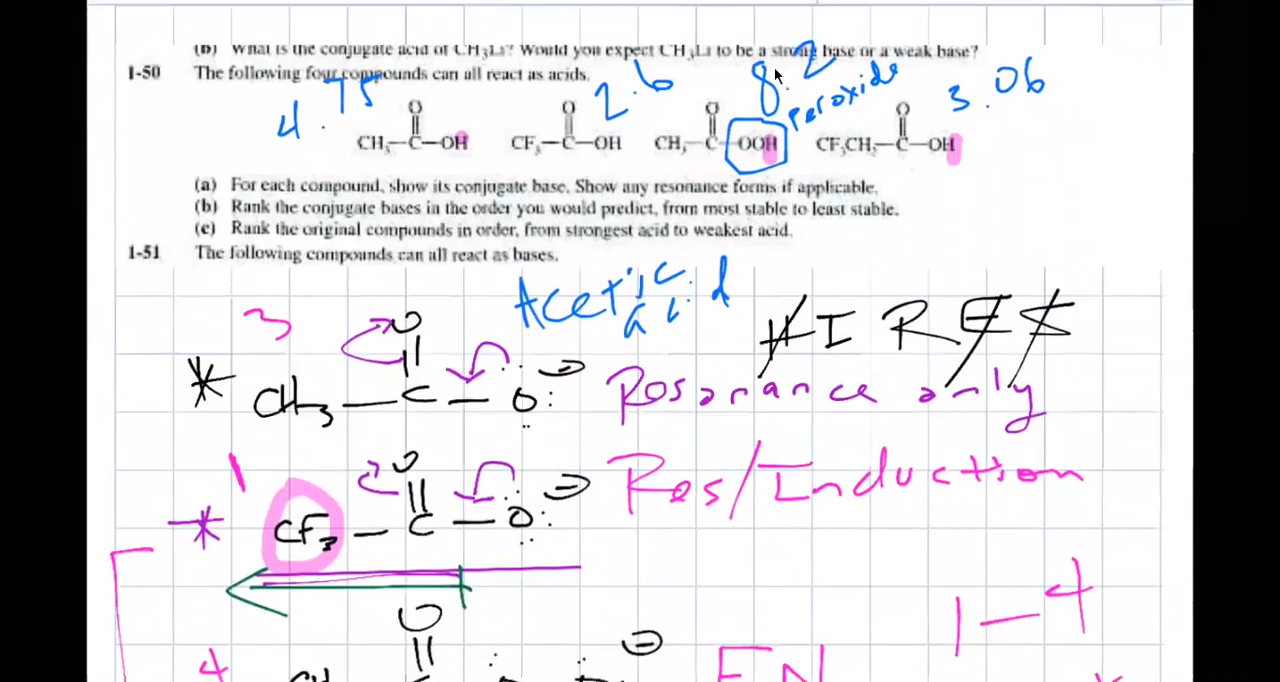 (b) What is the conjugate acid of CH3Li? Would you expect CH3Li to be a strong base or a weak base?
1-50 The following four compounds can all react as acids.
4.75 2.6 8.2 peroxide 3.06
O O O O
CH3—C—OH CF3—C—OH CH3—C—OOH CF3CH2—C—OH
(a) For each compound, show its conjugate base. Show any resonance forms if applicable.
(b) Rank the conjugate bases in the order you would predict, from most stable to least stable.
(c) Rank the original compounds in order, from strongest acid to weakest acid.
1-51 The following compounds can all react as bases.
Acetic acid
HIRES
3 O
* CH3—C—O: ⊖ Resonance only
1 O
* CF3—C—O: ⊖ Res/Induction
1—4
O
4 CH ⊖ EN